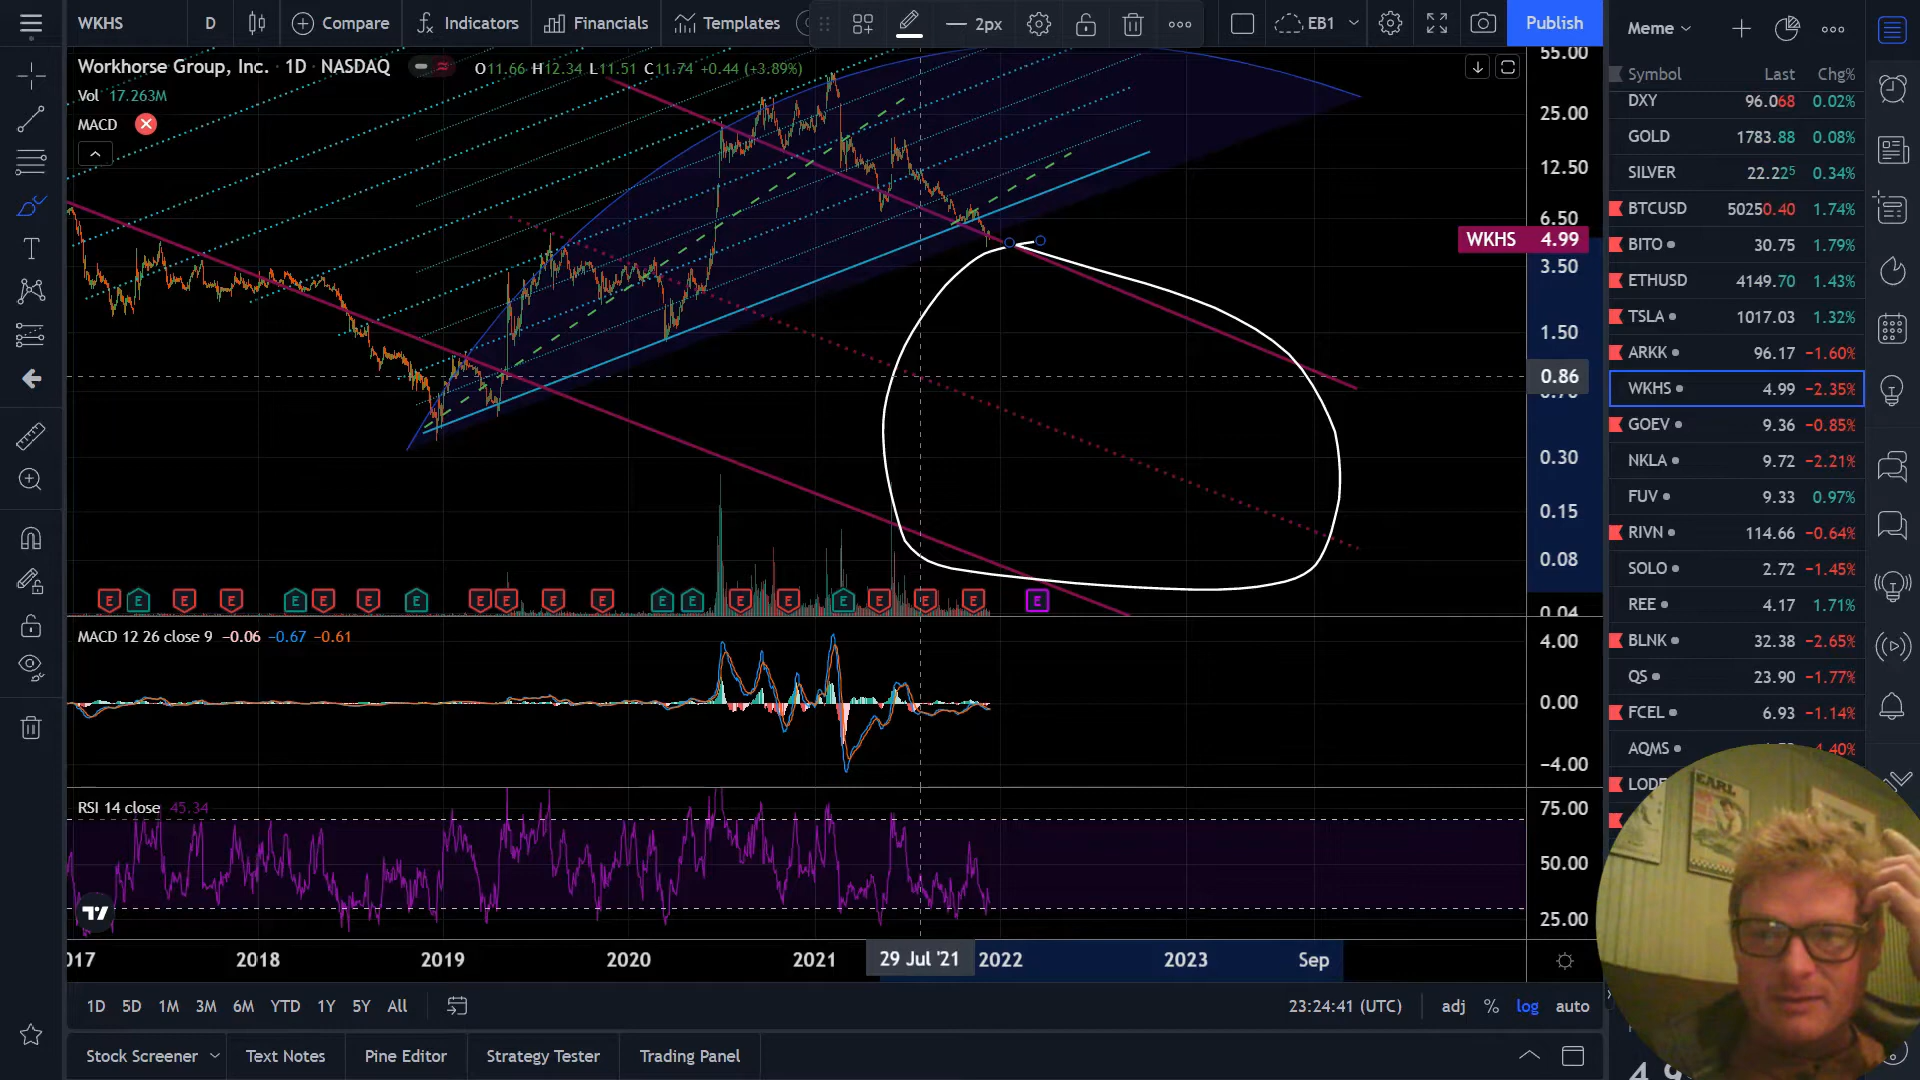 WKHS D Compare Indicators Financials Templates 2px EB1 Publish
Meme
Workhorse Group, Inc. · 1D · NASDAQ O11.66 H12.34 L11.51 C11.74 +0.44 (+3.89%)
Vol 17.263M
MACD
55.00
25.00
12.50
6.50
WKHS 4.99
3.50
1.50
0.86
0.30
0.15
0.08
0.04
E E E E E E E E E E E E E E E E E E E E E
MACD 12 26 close 9 −0.06 −0.67 −0.61
4.00
0.00
−4.00
RSI 14 close 45.34
75.00
50.00
25.00
2018 2019 2020 2021 29 Jul '21 2022 2023 Sep
1D 5D 1M 3M 6M YTD 1Y 5Y All 23:24:41 (UTC) adj % log auto
Stock Screener Text Notes Pine Editor Strategy Tester Trading Panel
Symbol Last Chg%
DXY 96.068 0.02%
GOLD 1783.88 0.08%
SILVER 22.225 0.34%
BTCUSD 50250.40 1.74%
BITO 30.75 1.79%
ETHUSD 4149.70 1.43%
TSLA 1017.03 1.32%
ARKK 96.17 −1.60%
WKHS 4.99 −2.35%
GOEV 9.36 −0.85%
NKLA 9.72 −2.21%
FUV 9.33 0.97%
RIVN 114.66 −0.64%
SOLO 2.72 −1.45%
REE 4.17 1.71%
BLNK 32.38 −2.65%
QS 23.90 −1.77%
FCEL 6.93 −1.14%
AQMS
EARL